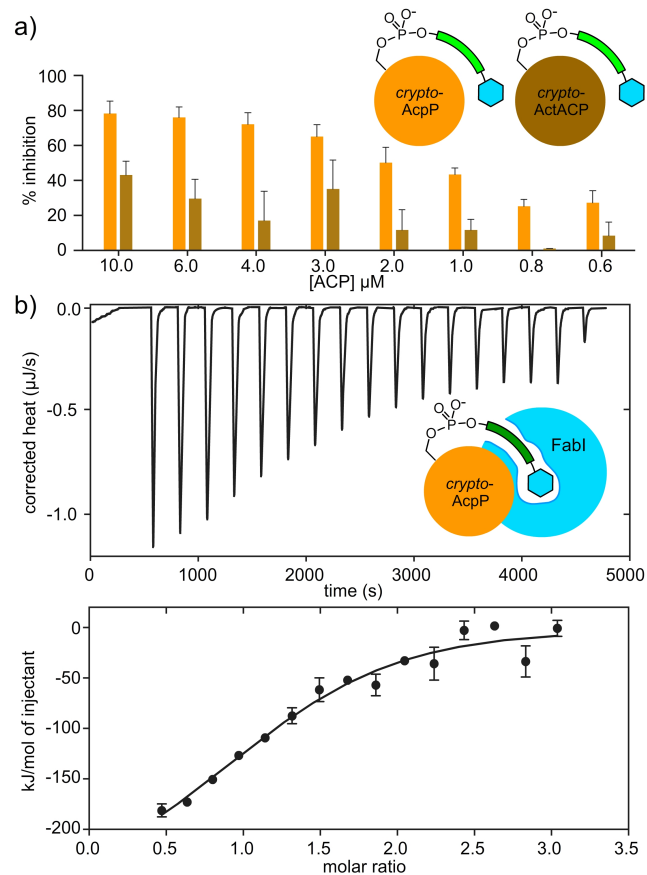 a)
O⁻
O P O
O
crypto-
AcpP
O⁻
O P O
O
crypto-
ActACP
% inhibition
100
80
60
40
20
0
10.0 6.0 4.0 3.0 2.0 1.0 0.8 0.6
[ACP] µM
b)
corrected heat (µJ/s)
0.0
-0.5
-1.0
O⁻
O P O
O
FabI
crypto-
AcpP
0 1000 2000 3000 4000 5000
time (s)
kJ/mol of injectant
0
-50
-100
-150
-200
0.0 0.5 1.0 1.5 2.0 2.5 3.0 3.5
molar ratio